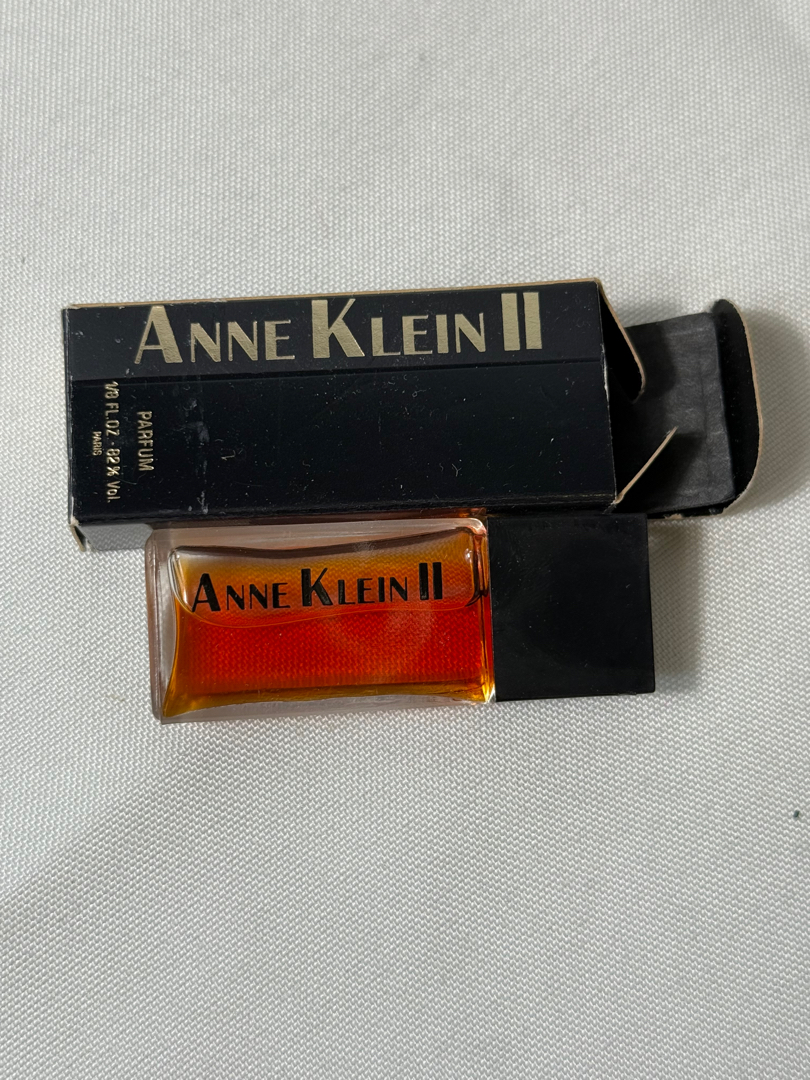 ANNE KLEIN II
PARFUM
PARIS
1/8 FL.OZ - 82% Vol.
ANNE KLEIN II